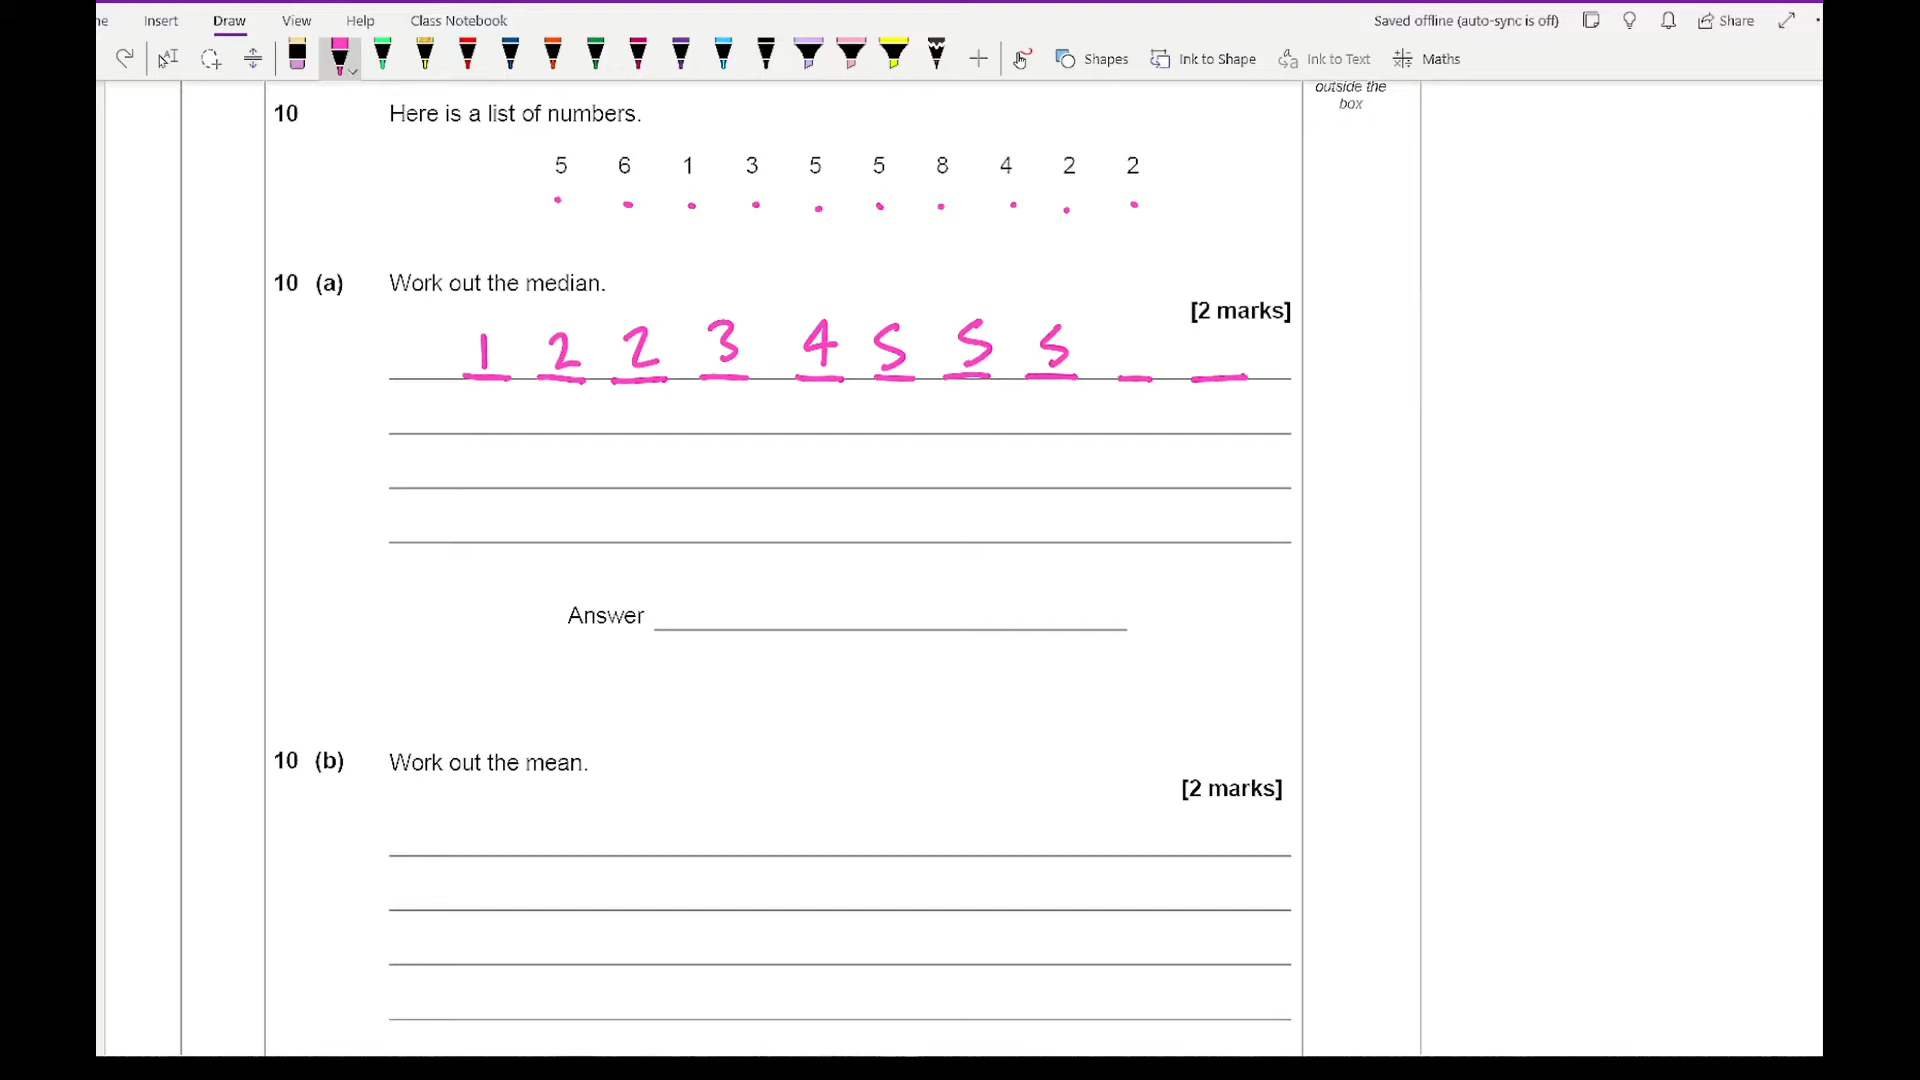 Insert Draw View Help Class Notebook Saved offline (auto-sync is off) Share
Shapes Ink to Shape Ink to Text Maths
outside the
box
10 Here is a list of numbers.
5 6 1 3 5 5 8 4 2 2
10 (a) Work out the median.
[2 marks]
1 2 2 3 4 5 5 5
Answer
10 (b) Work out the mean.
[2 marks]